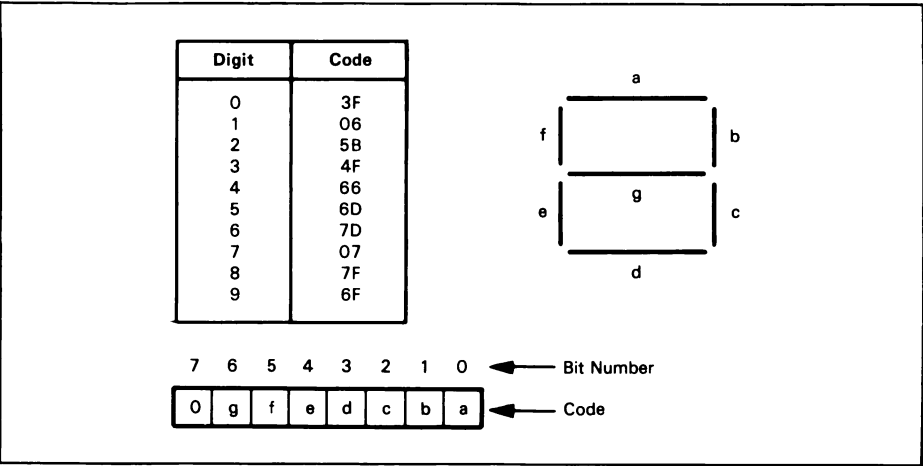 Digit Code
0 3F
1 06
2 5B
3 4F
4 66
5 6D
6 7D
7 07
8 7F
9 6F
a
f b
g
e c
d
7 6 5 4 3 2 1 0 Bit Number
0 g f e d c b a Code